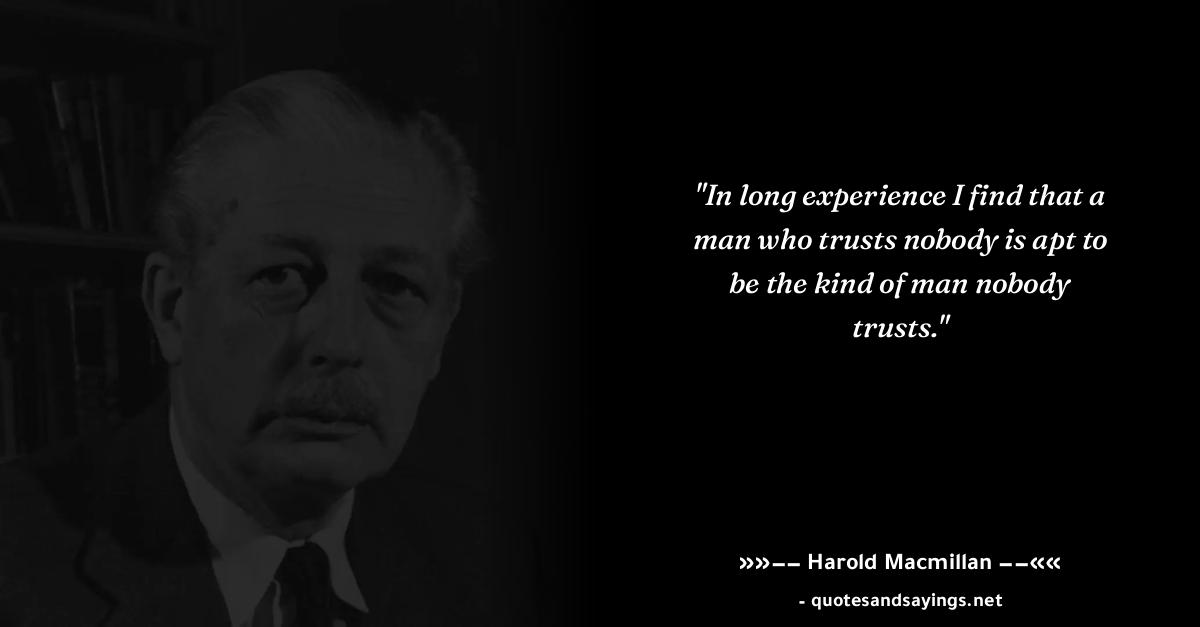 "In long experience I find that a
man who trusts nobody is apt to
be the kind of man nobody
trusts."
»»–– Harold Macmillan ––««
- quotesandsayings.net